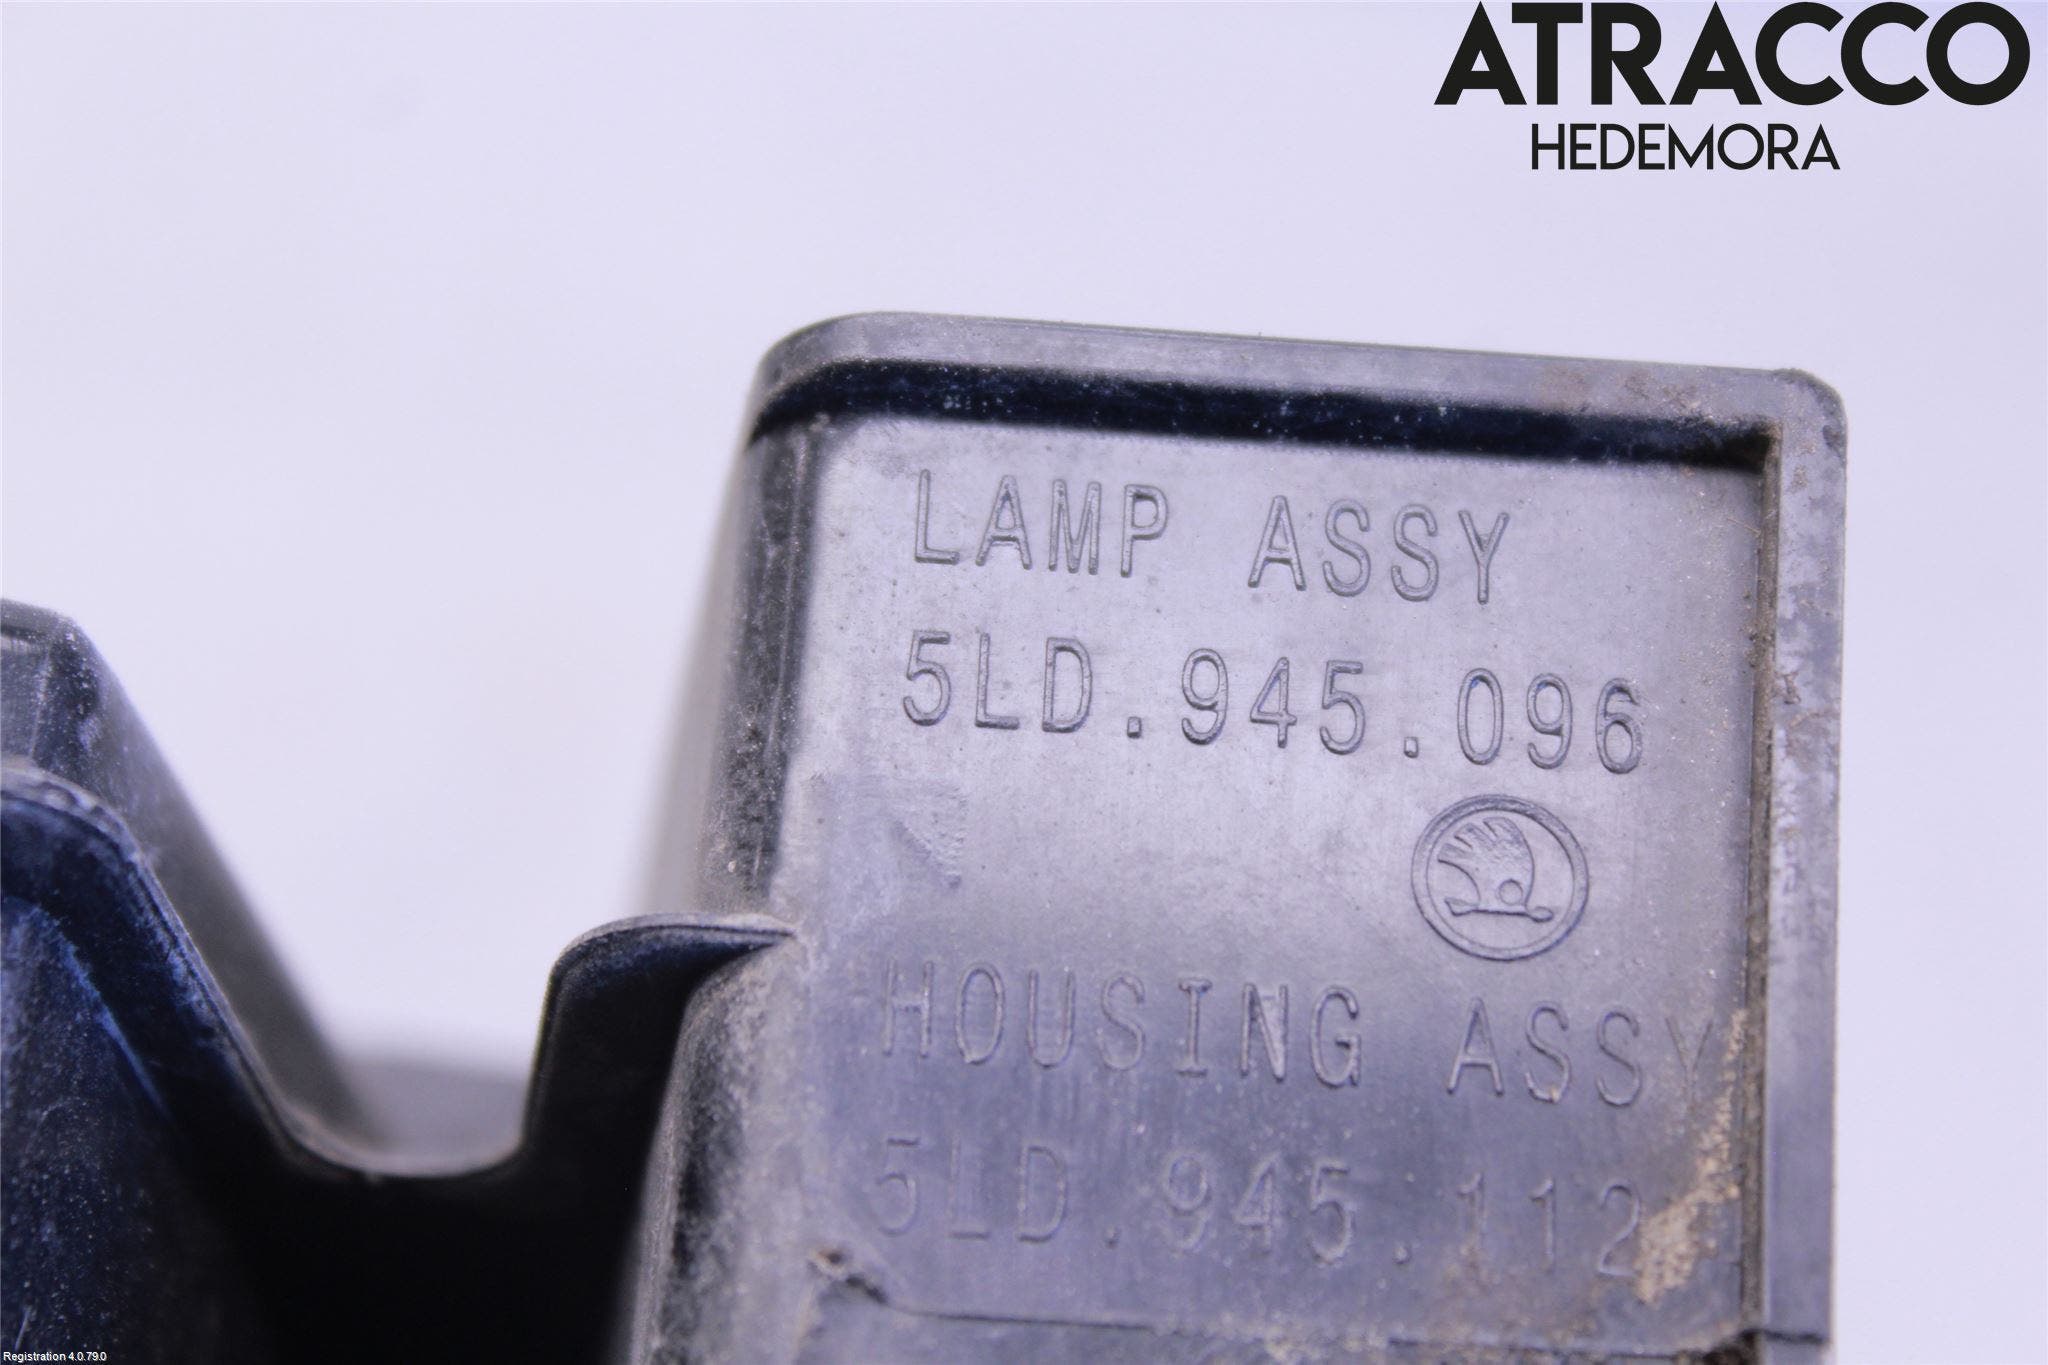 ATRACCO
HEDEMORA
LAMP ASSY
5LD.945.096
HOUSING ASSY
5LD.945.112
Registration 4.0.79.0